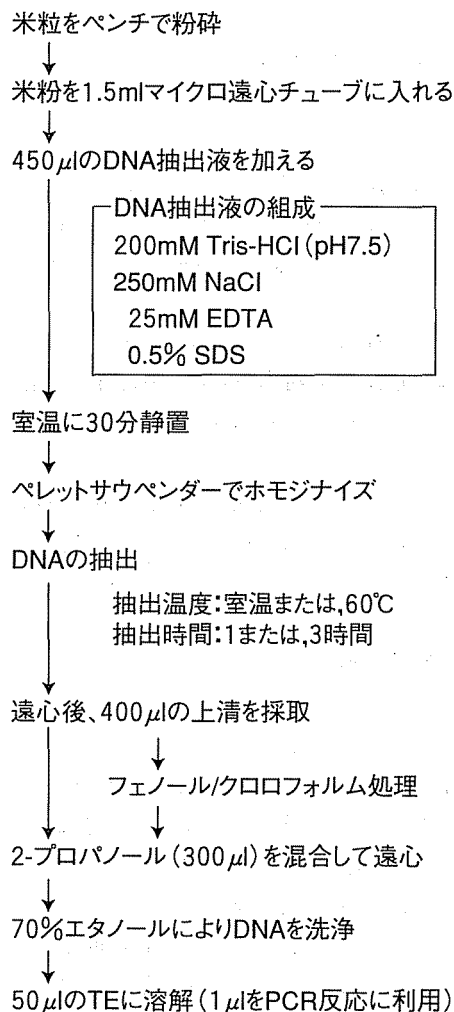 米粒をペンチで粉砕
米粉を1.5mlマイクロ遠心チューブに入れる
450μlのDNA抽出液を加える
DNA抽出液の組成
200mM Tris-HCl(pH7.5)
250mM NaCl
25mM EDTA
0.5% SDS
室温に30分静置
ペレットサウペンダーでホモジナイズ
DNAの抽出
抽出温度:室温または,60℃
抽出時間:1または,3時間
遠心後、400μlの上清を採取
フェノール/クロロフォルム処理
2-プロパノール(300μl)を混合して遠心
70%エタノールによりDNAを洗浄
50μlのTEに溶解(1μlをPCR反応に利用)